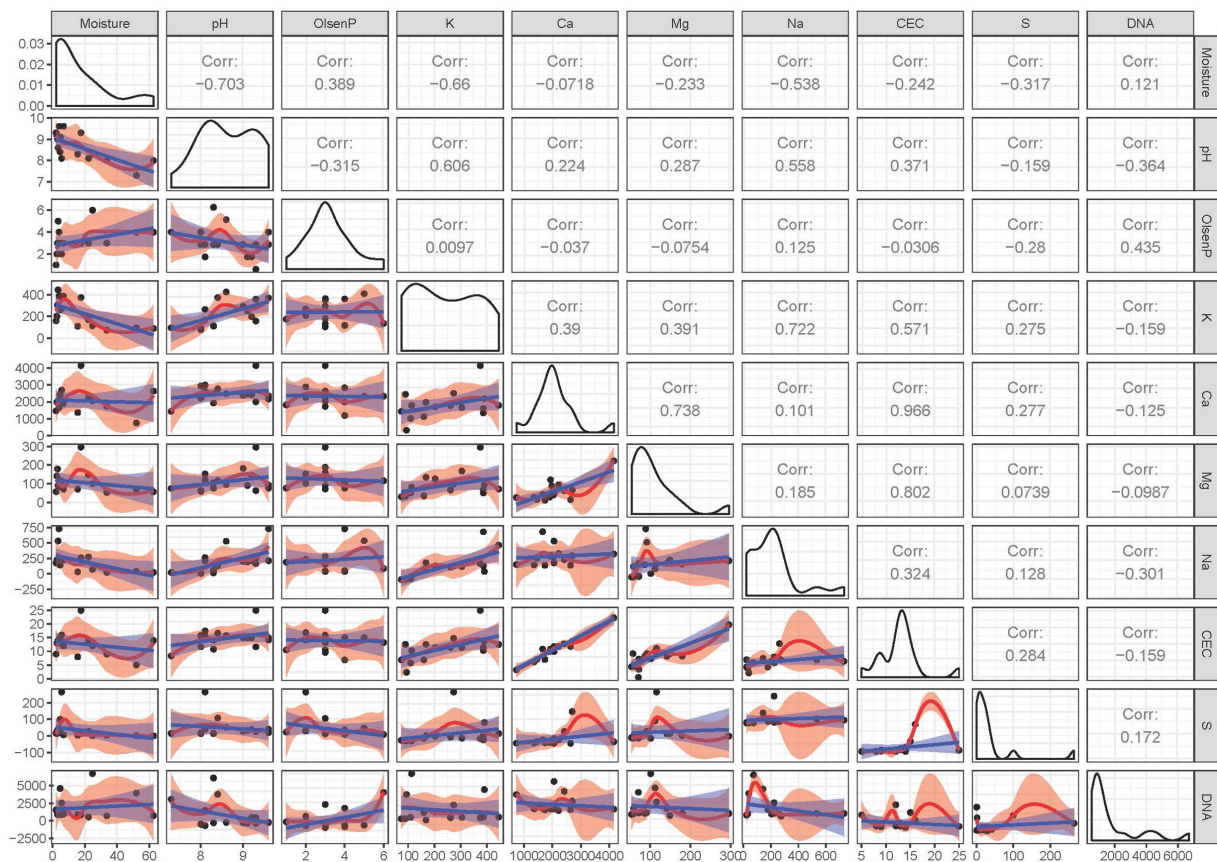 Moisture pH OlsenP K Ca Mg Na CEC S DNA
0.03
0.02
0.01
0.00
Corr: Corr: Corr: Corr: Corr: Corr: Corr: Corr: Corr:
−0.703 0.389 −0.66 −0.0718 −0.233 −0.538 −0.242 −0.317 0.121
Moisture
10
9
8
7
Corr: Corr: Corr: Corr: Corr: Corr: Corr: Corr:
−0.315 0.606 0.224 0.287 0.558 0.371 −0.159 −0.364
pH
6
4
2
Corr: Corr: Corr: Corr: Corr: Corr: Corr:
0.0097 −0.037 −0.0754 0.125 −0.0306 −0.28 0.435
OlsenP
400
200
0
Corr: Corr: Corr: Corr: Corr: Corr:
0.39 0.391 0.722 0.571 0.275 −0.159
K
4000
3000
2000
1000
0
Corr: Corr: Corr: Corr: Corr:
0.738 0.101 0.966 0.277 −0.125
Ca
300
200
100
0
Corr: Corr: Corr: Corr:
0.185 0.802 0.0739 −0.0987
Mg
750
500
250
0
−250
Corr: Corr: Corr:
0.324 0.128 −0.301
Na
25
20
15
10
5
0
Corr: Corr:
0.284 −0.159
CEC
200
100
0
−100
Corr:
0.172
S
5000
2500
0
−2500
DNA
0 20 40 60 8 9 2 4 6 100 200 300 400 1000 2000 3000 4000 100 200 300 0 200 400 600 5 10 15 20 25 0 100 200 0 2000 4000 6000